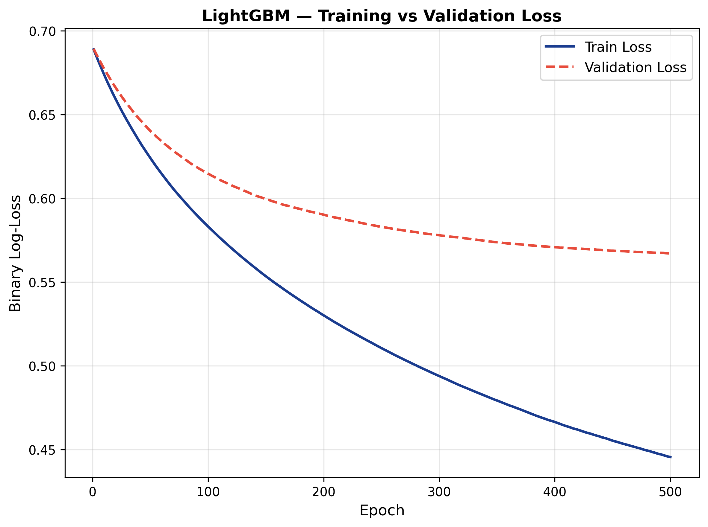 LightGBM — Training vs Validation Loss
Train Loss
Validation Loss
Binary Log-Loss
0.70
0.65
0.60
0.55
0.50
0.45
0 100 200 300 400 500
Epoch